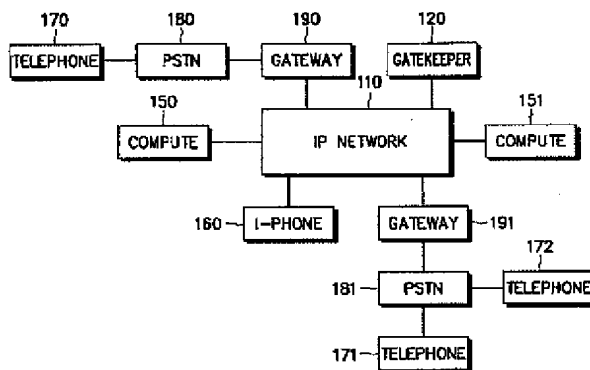 170 180 190 120
TELEPHONE PSTN GATEWAY GATEKEEPER
110
150 151
COMPUTE IP NETWORK COMPUTE
160 I-PHONE GATEWAY 191
172
181 PSTN TELEPHONE
171 TELEPHONE